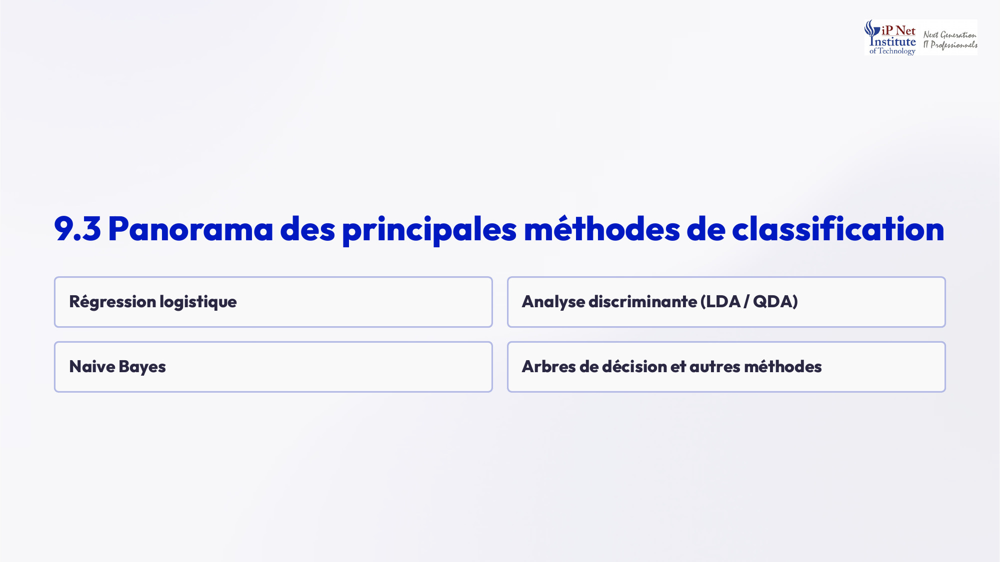 iP Net
Institute
of Technology
Next Generation
IT Professionnels
9.3 Panorama des principales méthodes de classification
Régression logistique
Analyse discriminante (LDA / QDA)
Naive Bayes
Arbres de décision et autres méthodes